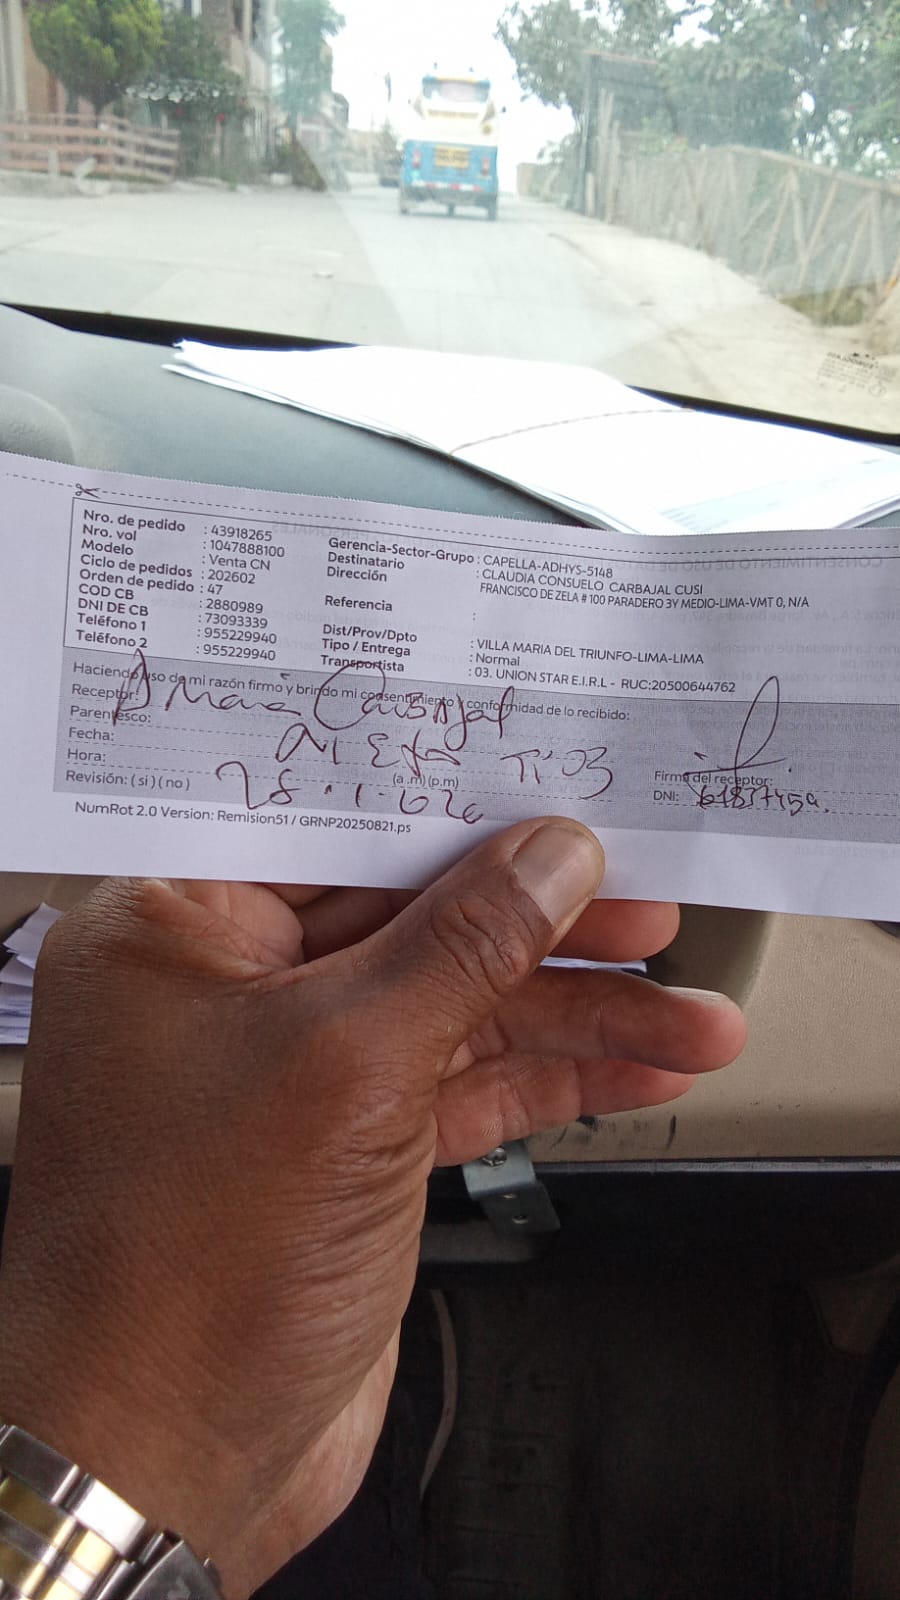 Nro. de pedido : 43918265
Nro. vol : 1047888100
Modelo : Venta CN
Ciclo de pedidos : 202602
Orden de pedido : 47
COD CB : 2880989
DNI DE CB : 73093339
Teléfono 1 : 955229940
Teléfono 2 : 955229940
Gerencia-Sector-Grupo : CAPELLA-ADHYS-5148
Destinatario : CLAUDIA CONSUELO CARBAJAL CUSI
Dirección FRANCISCO DE ZELA # 100 PARADERO 3Y MEDIO-LIMA-VMT 0, N/A
Referencia :
Dist/Prov/Dpto : VILLA MARIA DEL TRIUNFO-LIMA-LIMA
Tipo / Entrega : Normal
Transportista : 03. UNION STAR E.I.R.L - RUC:20500644762
Haciendo uso de mi razón firmo y brindo mi consentimiento y conformidad de lo recibido:
Receptor: Carbajal
Parentesco:
Fecha:
Hora: (a .m) (p.m)
Revisión: ( si ) ( no )
Firma del receptor:
DNI:
NumRot 2.0 Version: Remision51 / GRNP20250821.ps